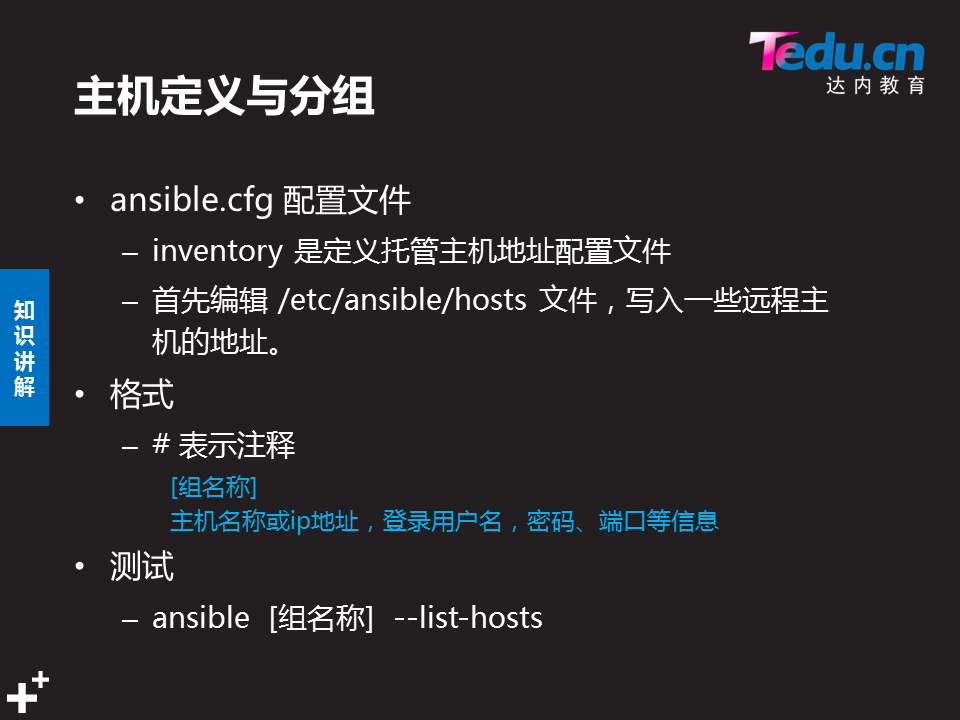 Tedu.cn
达内教育
主机定义与分组
• ansible.cfg 配置文件
– inventory 是定义托管主机地址配置文件
– 首先编辑 /etc/ansible/hosts 文件，写入一些远程主
机的地址。
知识讲解
• 格式
– # 表示注释
[组名称]
主机名称或ip地址，登录用户名，密码、端口等信息
• 测试
– ansible [组名称] --list-hosts